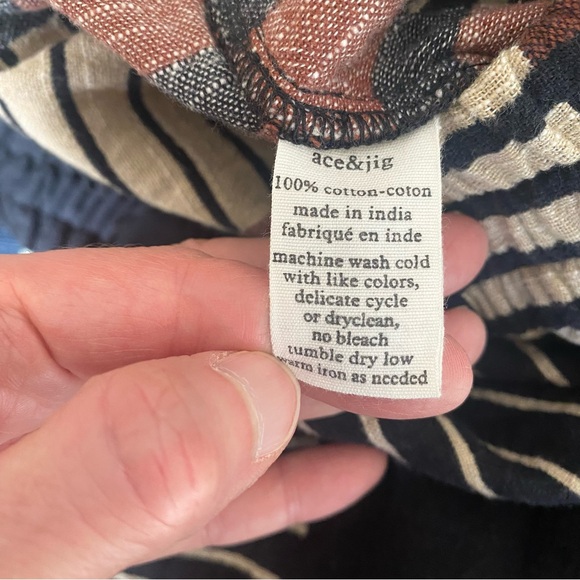 ace&jig
100% cotton-coton
made in india
fabriqué en inde
machine wash cold
with like colors,
delicate cycle
or dryclean,
no bleach
tumble dry low
warm iron as needed